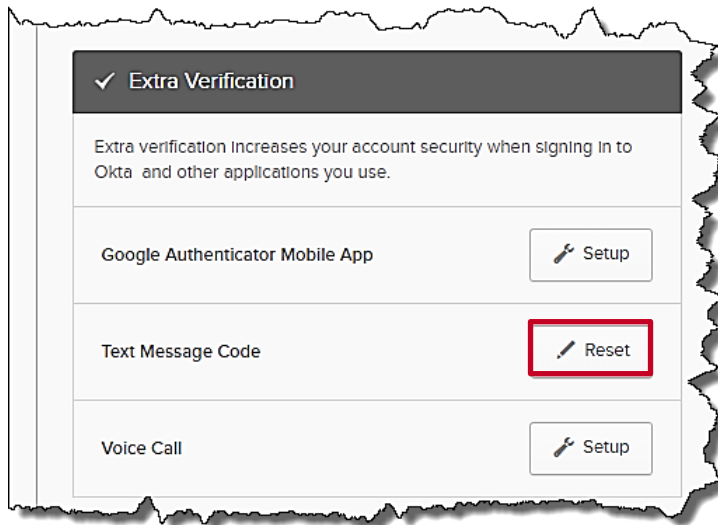 Extra Verification
Extra verification increases your account security when signing in to
Okta and other applications you use.
Google Authenticator Mobile App
Setup
Text Message Code
Reset
Voice Call
Setup